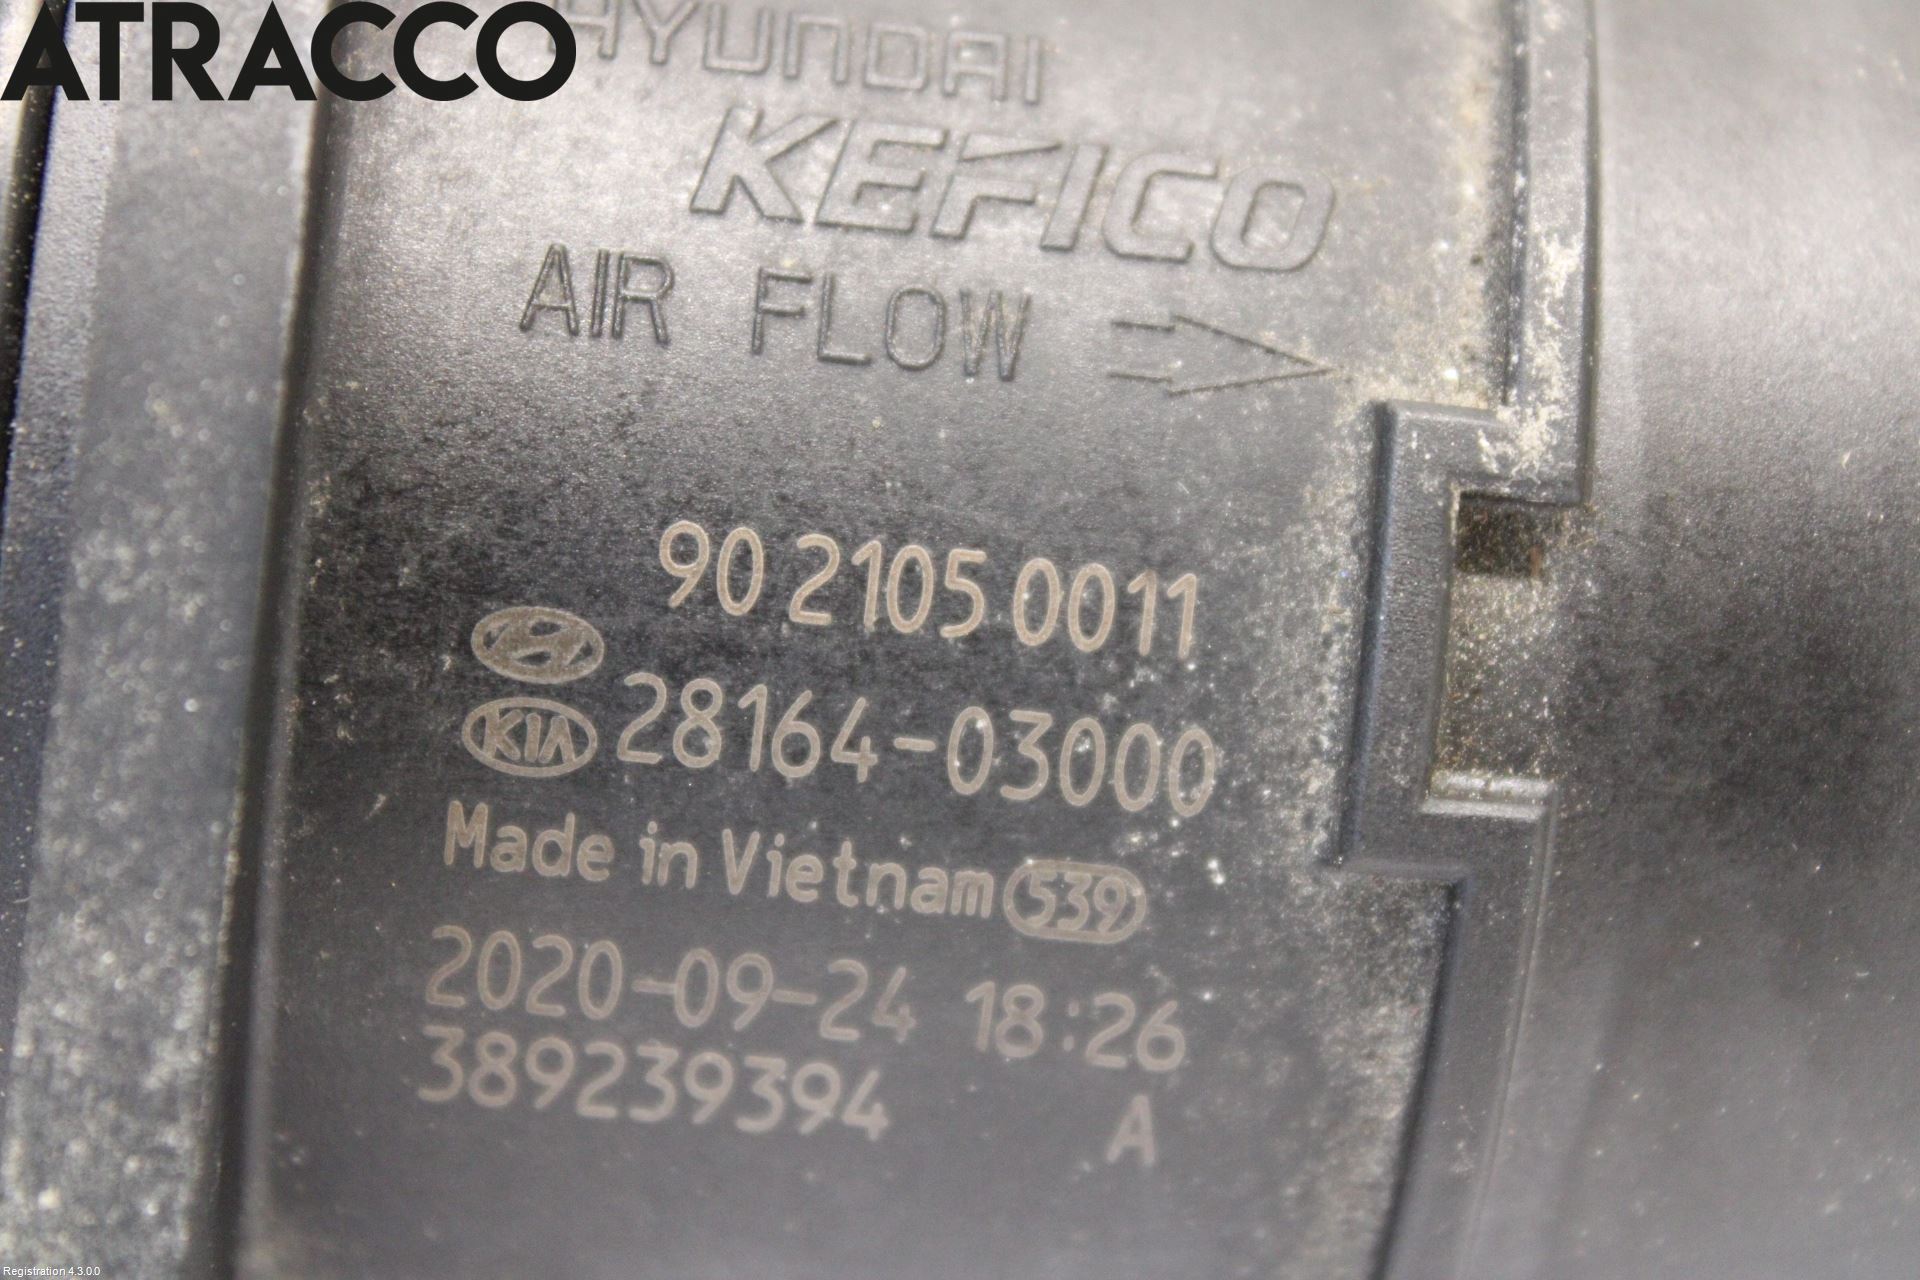 ATRACCO
HYUNDAI
KEFICO
AIR FLOW
90 2105 0011
KIA 28164-03000
Made in Vietnam 539
2020-09-24 18:26
389239394 A
Registration 4.3.0.0